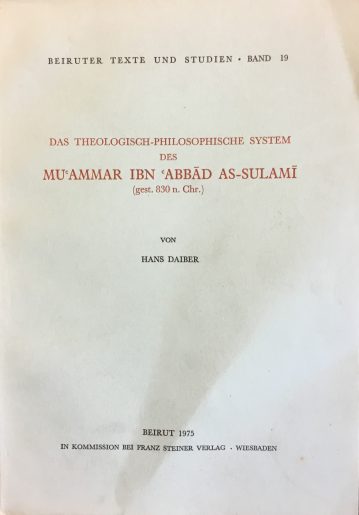 BEIRUTER TEXTE UND STUDIEN • BAND 19
DAS THEOLOGISCH-PHILOSOPHISCHE SYSTEM
DES
MUʿAMMAR IBN ʿABBĀD AS-SULAMĪ
(gest. 830 n. Chr.)
VON
HANS DAIBER
BEIRUT 1975
IN KOMMISSION BEI FRANZ STEINER VERLAG • WIESBADEN